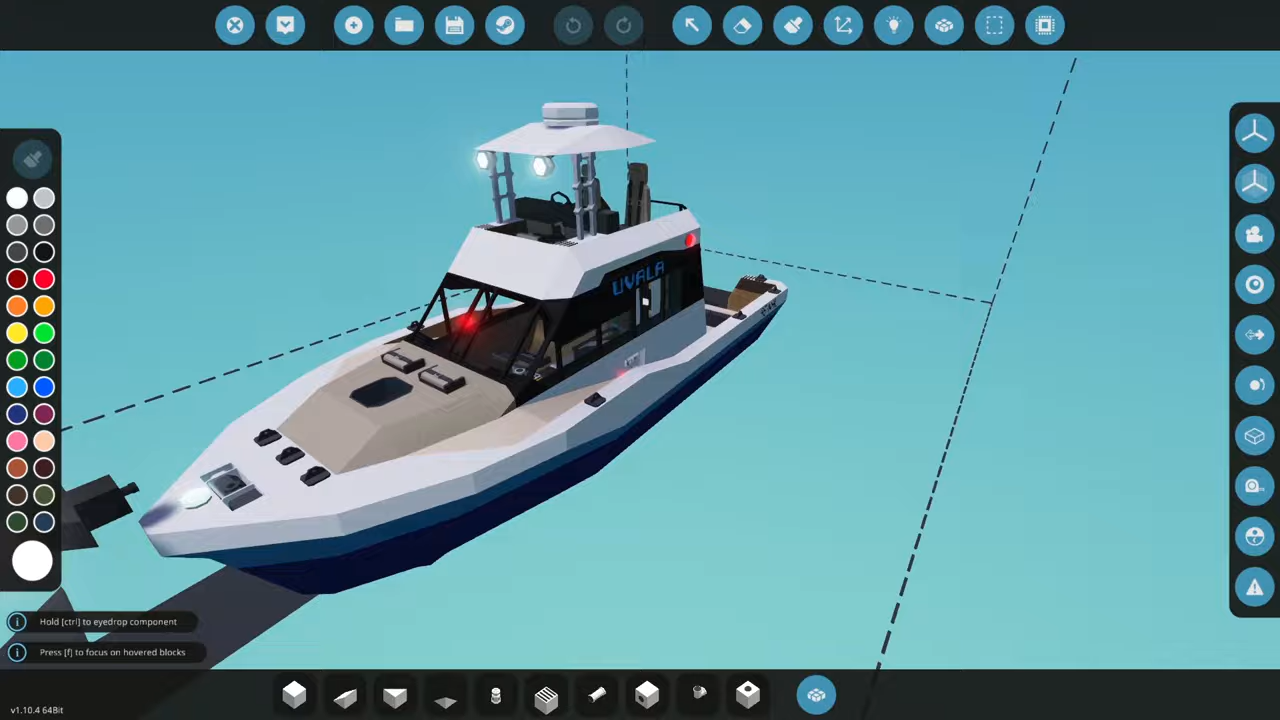 UVALA
Hold [ctrl] to eyedrop component
Press [f] to focus on hovered blocks
v1.10.4 64Bit